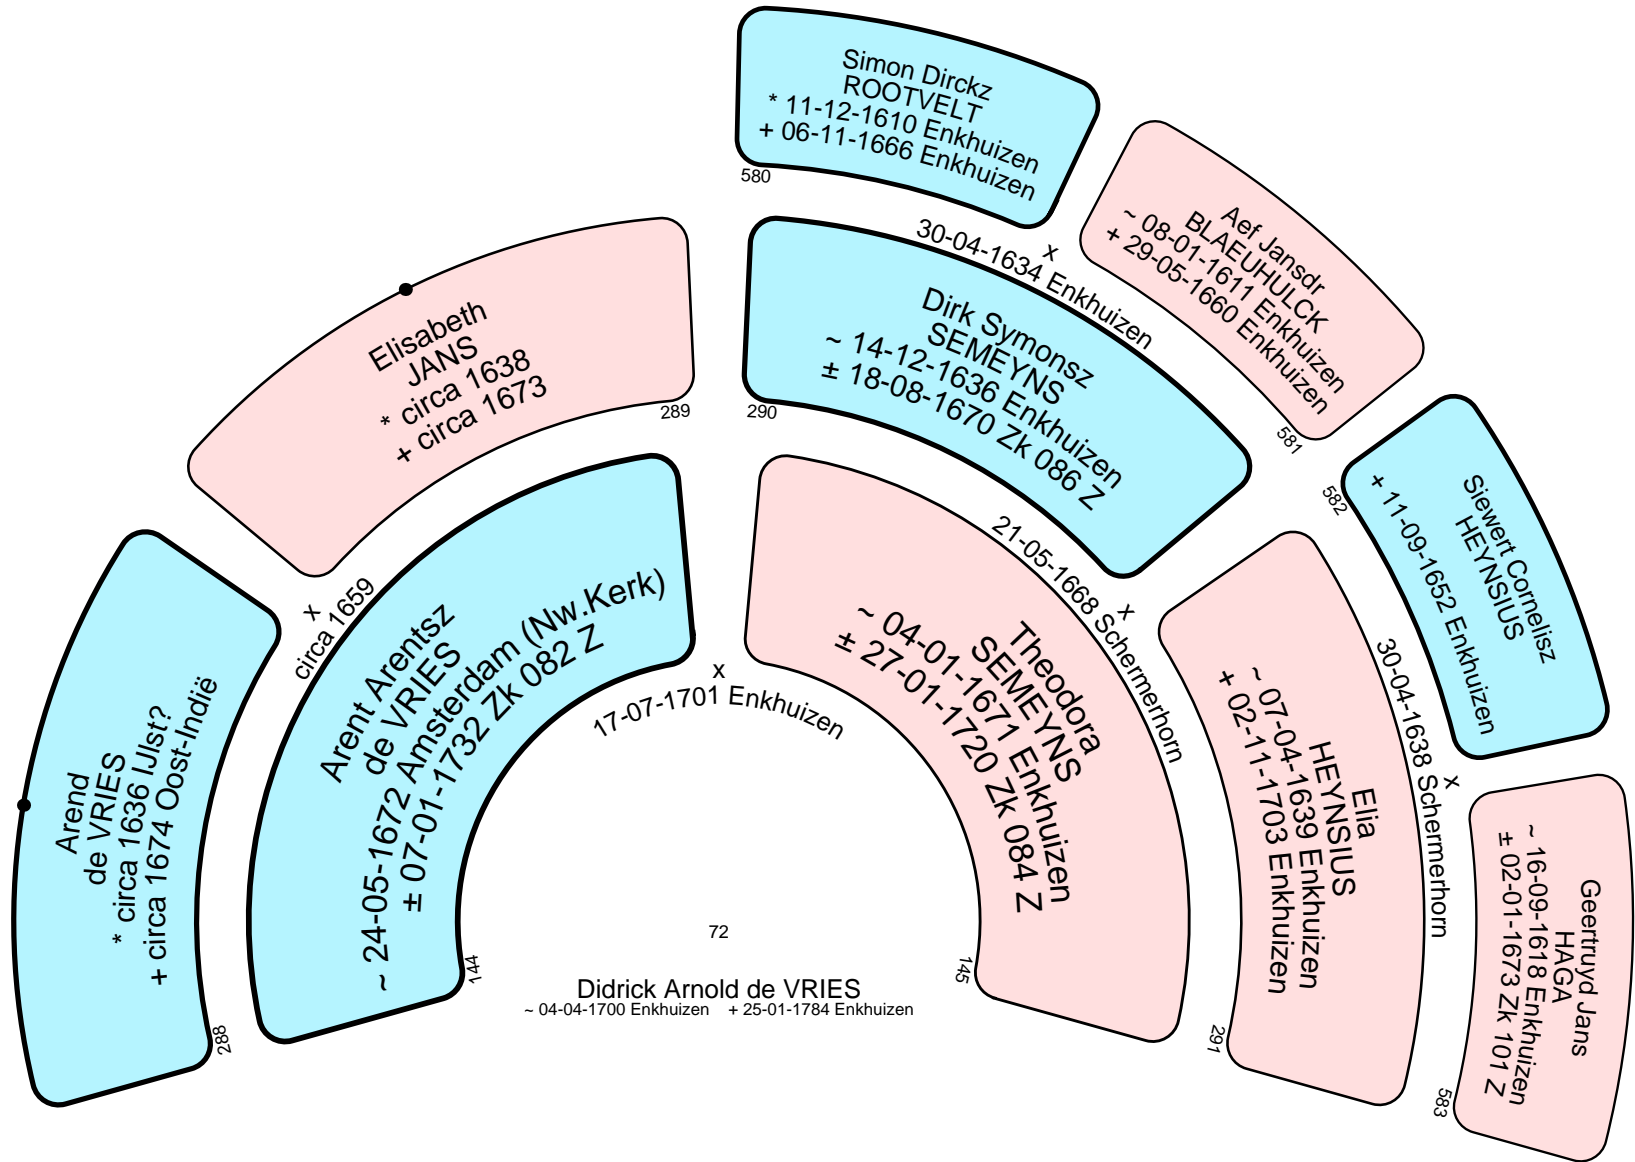 Simon Dirckz
ROOTVELT
* 11-12-1610 Enkhuizen
+ 06-11-1666 Enkhuizen
580
Aef Jansdr
BLAEUHULCK
~ 08-01-1611 Enkhuizen
+ 29-05-1660 Enkhuizen
581
x
30-04-1634 Enkhuizen
Siewert Cornelisz
HEYNSIUS
+ 11-09-1652 Enkhuizen
582
Geertruyd Jans
HAGA
~ 16-09-1618 Enkhuizen
± 02-01-1673 Zk 101 Z
583
x
30-04-1638 Schermerhorn
Arend
de VRIES
* circa 1636 IJlst?
+ circa 1674 Oost-Indië
288
Elisabeth
JANS
* circa 1638
+ circa 1673
289
x
circa 1659
Dirk Symonsz
SEMEYNS
~ 14-12-1636 Enkhuizen
± 18-08-1670 Zk 086 Z
290
Elia
HEYNSIUS
~ 07-04-1639 Enkhuizen
+ 02-11-1703 Enkhuizen
291
x
21-05-1668 Schermerhorn
Arent Arentsz
de VRIES
~ 24-05-1672 Amsterdam (Nw.Kerk)
± 07-01-1732 Zk 082 Z
144
Theodora
SEMEYNS
~ 04-01-1671 Enkhuizen
± 27-01-1720 Zk 084 Z
145
x
17-07-1701 Enkhuizen
72
Didrick Arnold de VRIES
~ 04-04-1700 Enkhuizen + 25-01-1784 Enkhuizen